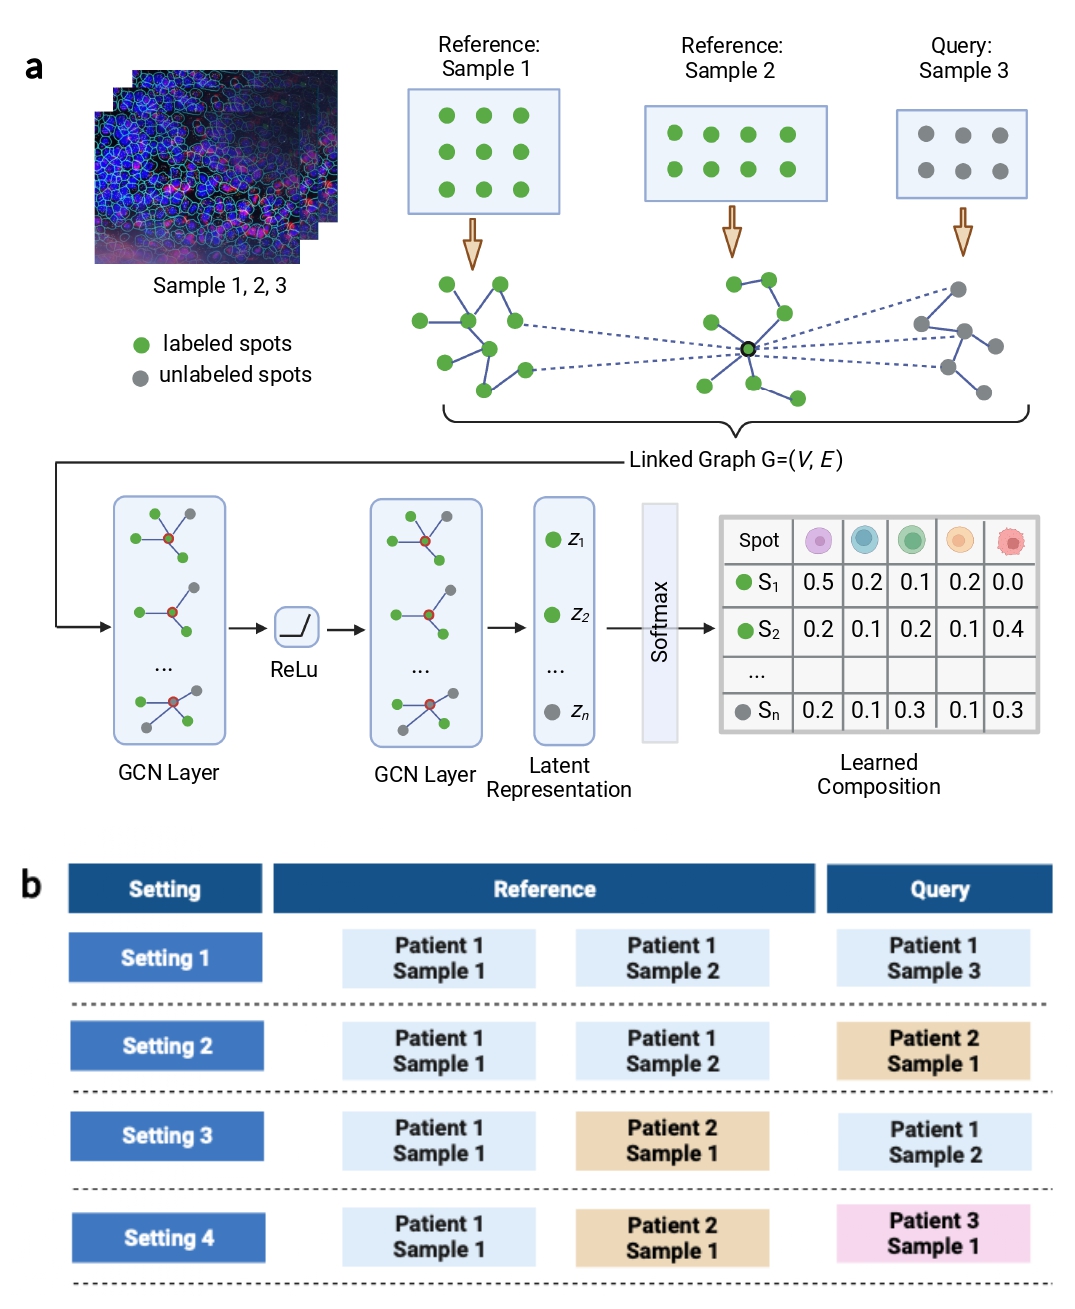 a
Reference:
Sample 1
Reference:
Sample 2
Query:
Sample 3
Sample 1, 2, 3
labeled spots
unlabeled spots
Linked Graph G=(V, E)
GCN Layer
ReLu
GCN Layer
z1
z2
...
zn
Latent
Representation
Softmax
Spot
S1 0.5 0.2 0.1 0.2 0.0
S2 0.2 0.1 0.2 0.1 0.4
...
Sn 0.2 0.1 0.3 0.1 0.3
Learned
Composition
...
...
b
Setting Reference Query
Setting 1
Patient 1
Sample 1
Patient 1
Sample 2
Patient 1
Sample 3
Setting 2
Patient 1
Sample 1
Patient 1
Sample 2
Patient 2
Sample 1
Setting 3
Patient 1
Sample 1
Patient 2
Sample 1
Patient 1
Sample 2
Setting 4
Patient 1
Sample 1
Patient 2
Sample 1
Patient 3
Sample 1